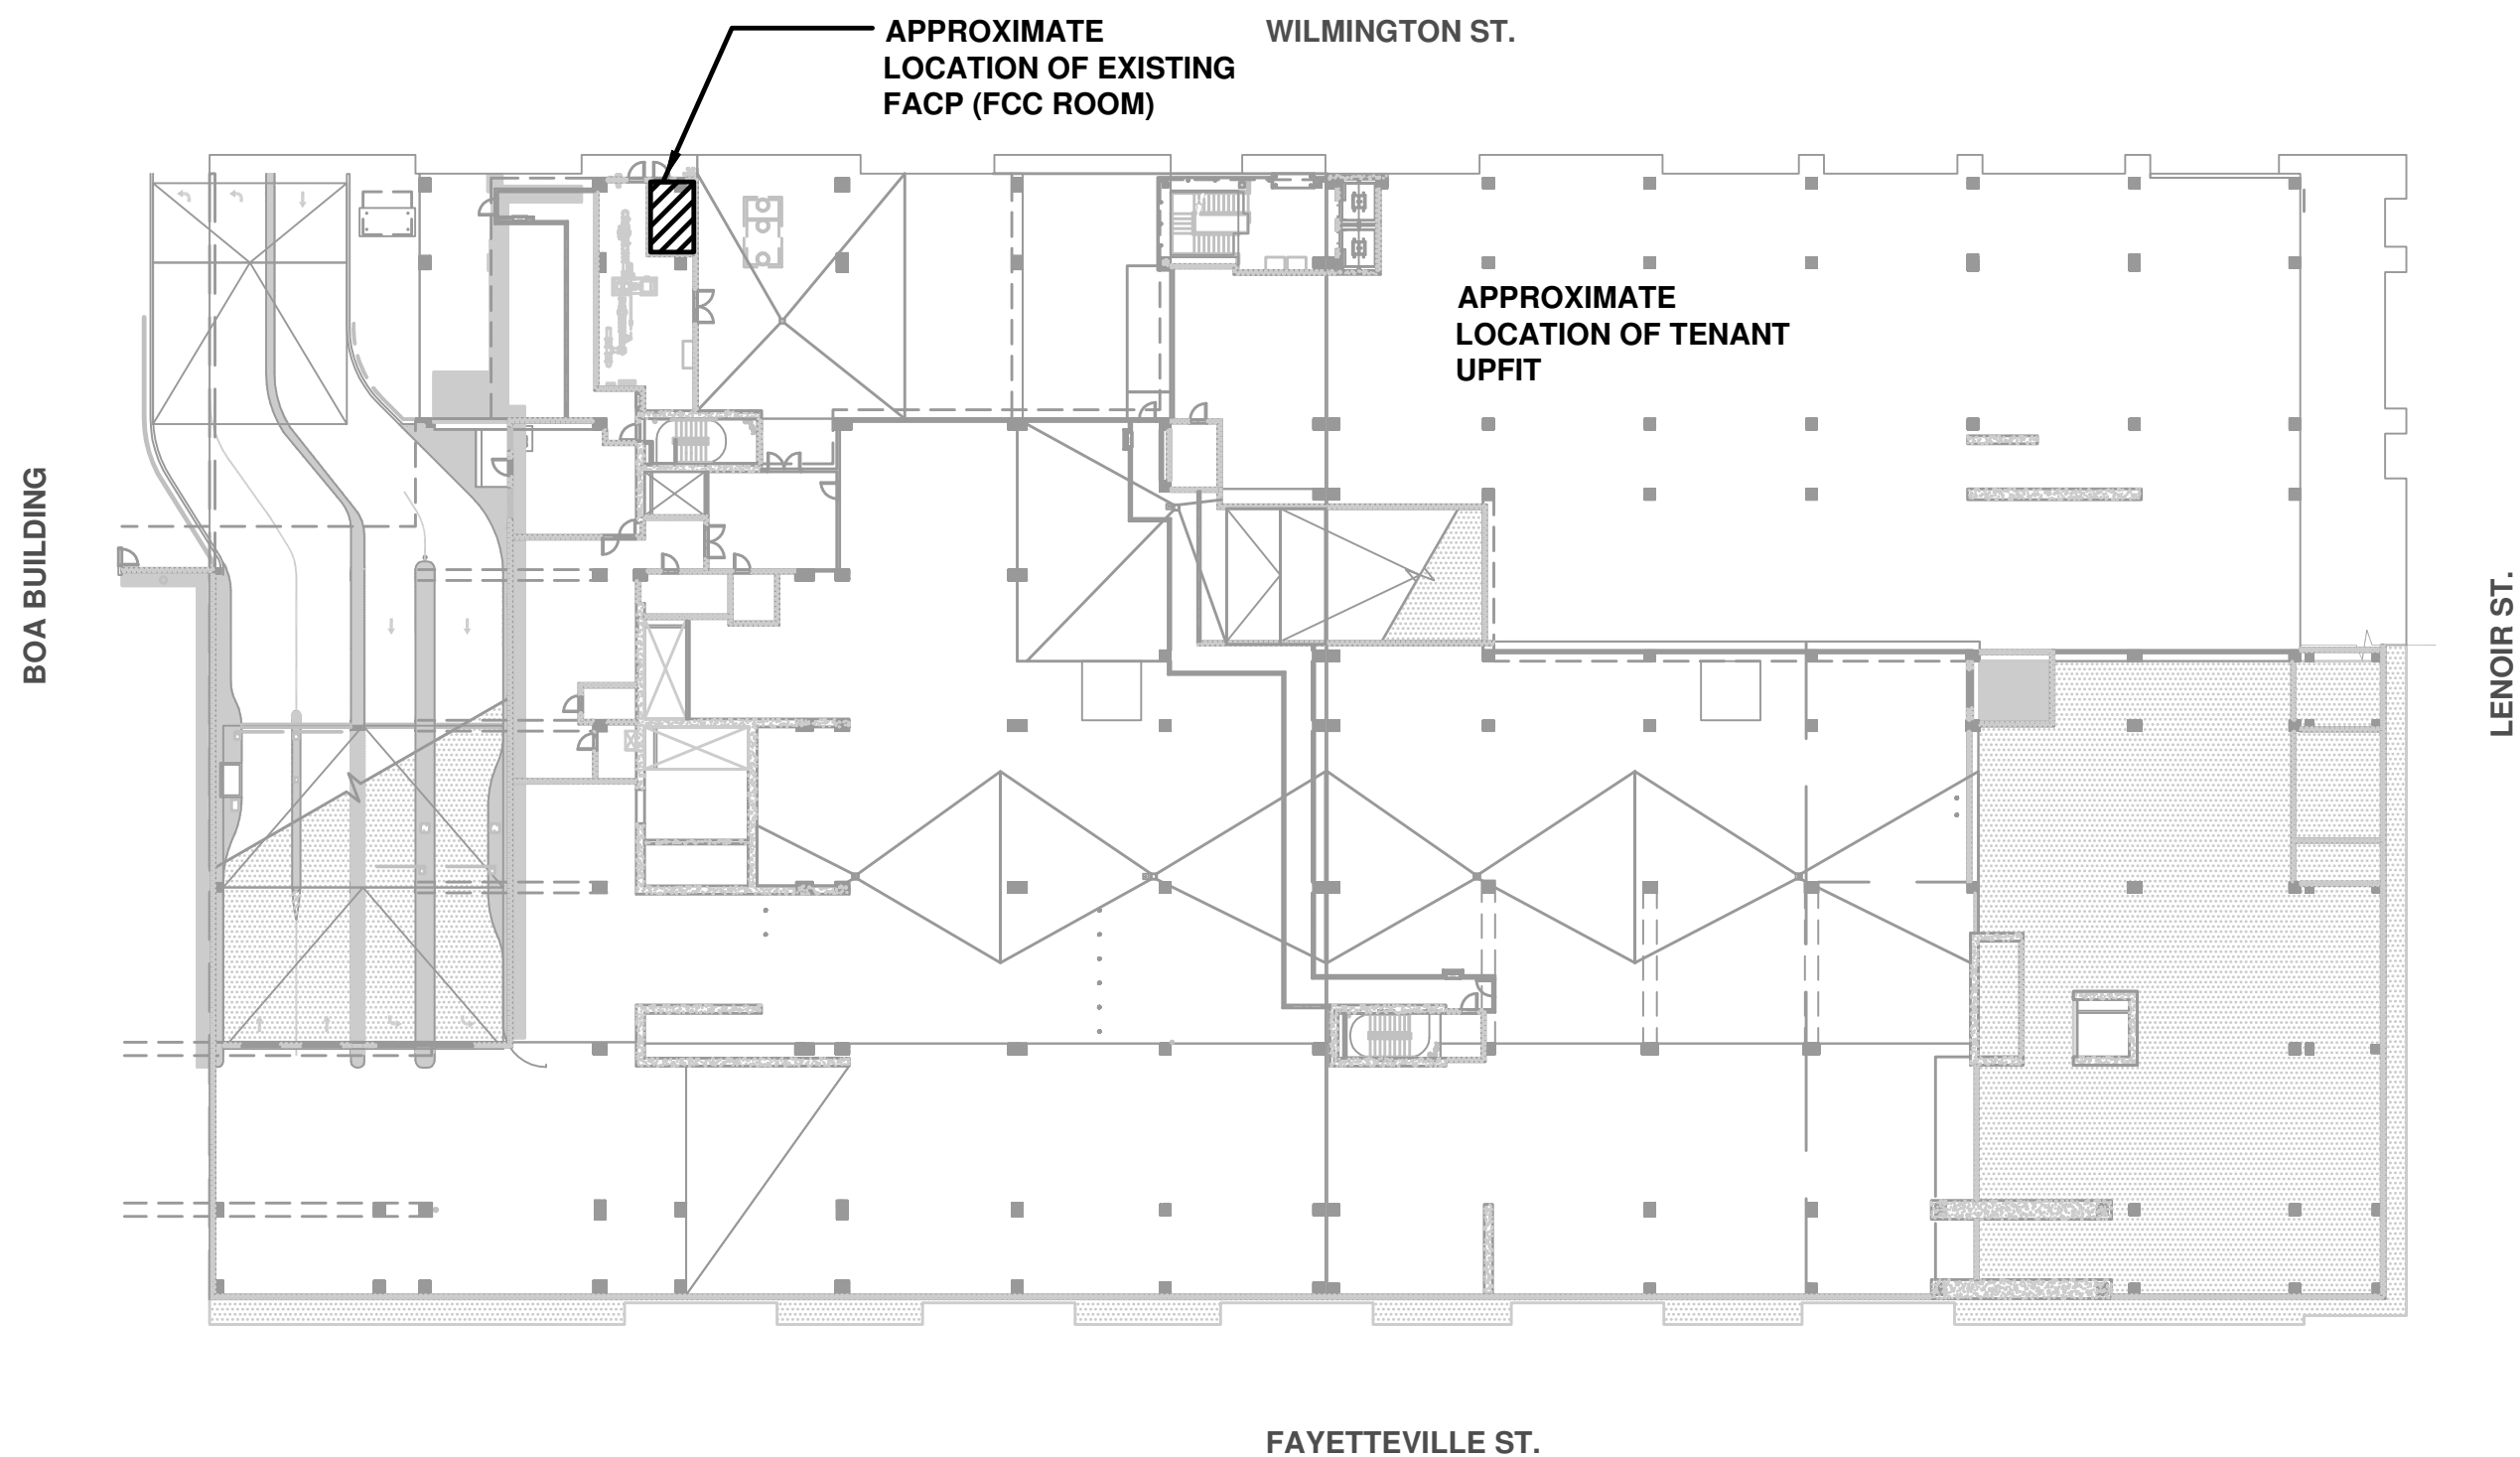 APPROXIMATE
LOCATION OF EXISTING
FACP (FCC ROOM)
WILMINGTON ST.
APPROXIMATE
LOCATION OF TENANT
UPFIT
BOA BUILDING
LENOIR ST.
FAYETTEVILLE ST.